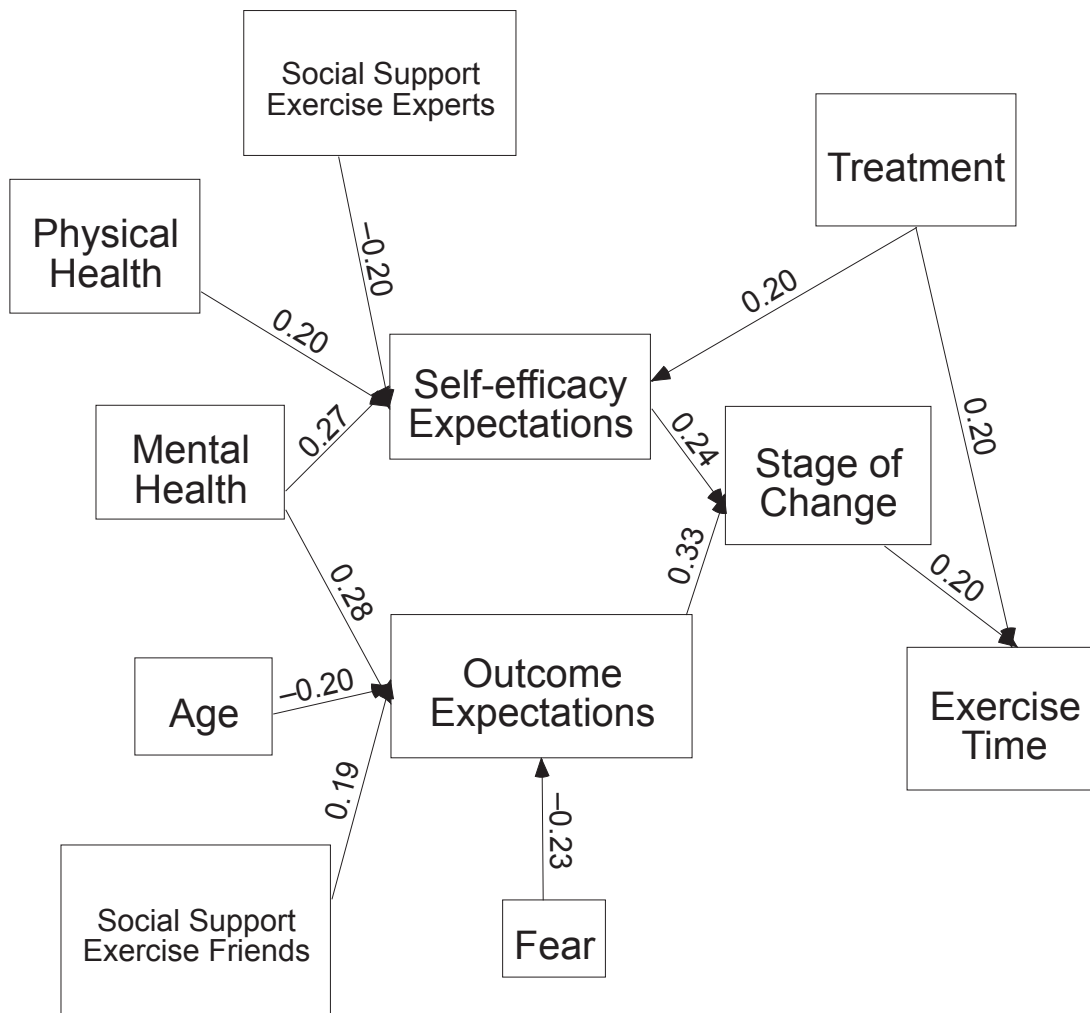 Social Support
Exercise Experts
Treatment
Physical
Health
–0.20
0.20
0.20
Self-efficacy
Expectations
0.20
Mental
Health
0.27
0.24
Stage of
Change
0.28
0.33
0.20
Age
–0.20
Outcome
Expectations
Exercise
Time
0.19
–0.23
Social Support
Exercise Friends
Fear